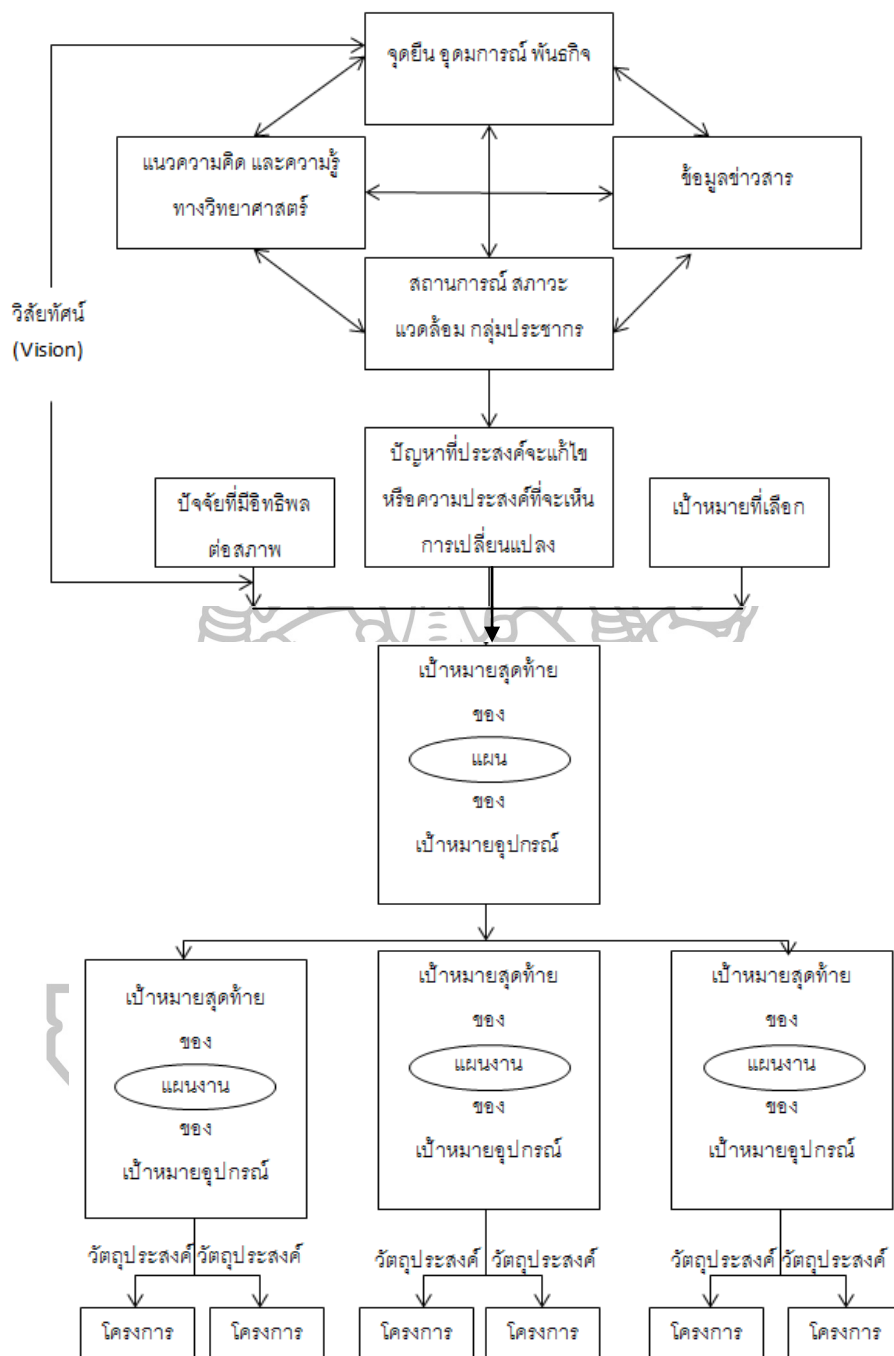 จุดยืน อุดมการณ์ พันธกิจ
แนวความคิด และความรู้
ทางวิทยาศาสตร์
ข้อมูลข่าวสาร
สถานการณ์ สภาวะ
แวดล้อม กลุ่มประชากร
วิสัยทัศน์
(Vision)
ปัจจัยที่มีอิทธิพล
ต่อสภาพ
ปัญหาที่ประสงค์จะแก้ไข
หรือความประสงค์ที่จะเห็น
การเปลี่ยนแปลง
เป้าหมายที่เลือก
เป้าหมายสุดท้าย
ของ
แผน
ของ
เป้าหมายอุปกรณ์
เป้าหมายสุดท้าย
ของ
แผนงาน
ของ
เป้าหมายอุปกรณ์
เป้าหมายสุดท้าย
ของ
แผนงาน
ของ
เป้าหมายอุปกรณ์
เป้าหมายสุดท้าย
ของ
แผนงาน
ของ
เป้าหมายอุปกรณ์
วัตถุประสงค์ วัตถุประสงค์
วัตถุประสงค์ วัตถุประสงค์
วัตถุประสงค์ วัตถุประสงค์
โครงการ
โครงการ
โครงการ
โครงการ
โครงการ
โครงการ